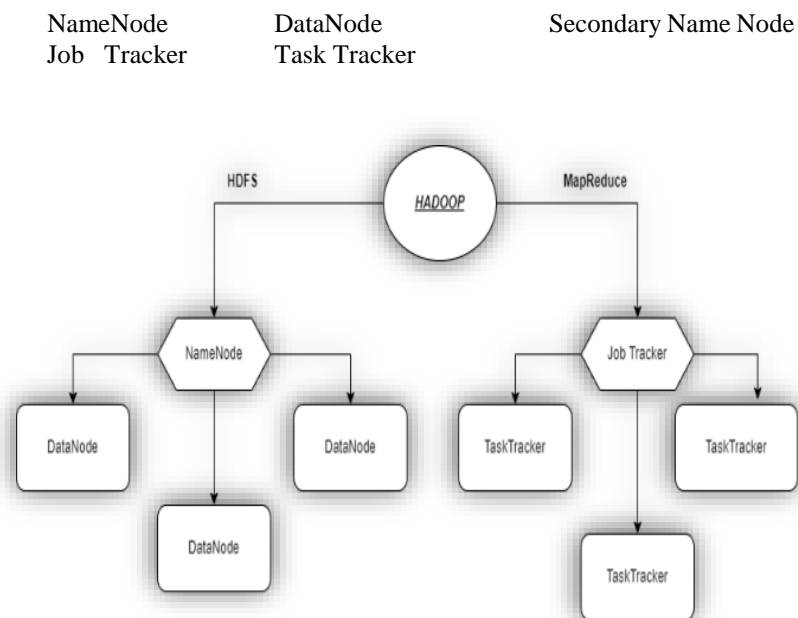 NameNode DataNode Secondary Name Node
Job Tracker Task Tracker
HDFS MapReduce
HADOOP
NameNode Job Tracker
DataNode DataNode TaskTracker TaskTracker
DataNode
TaskTracker